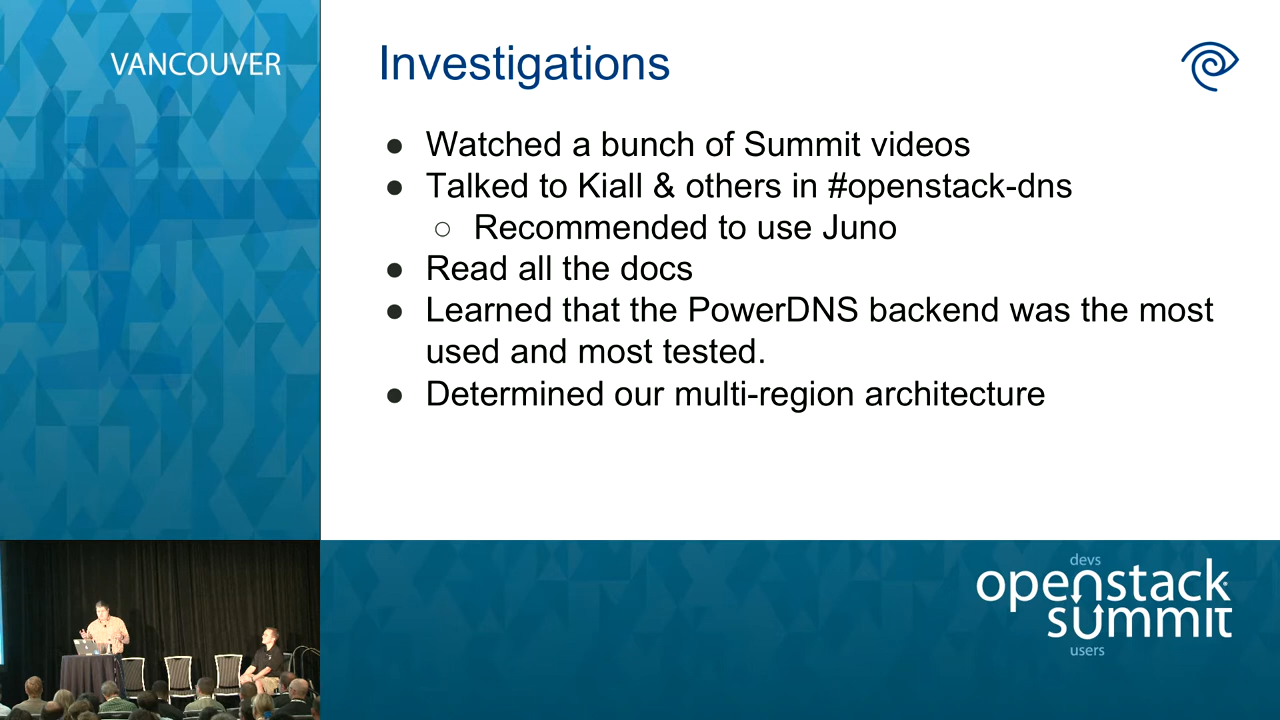 VANCOUVER
Investigations
● Watched a bunch of Summit videos
● Talked to Kiall & others in #openstack-dns
○ Recommended to use Juno
● Read all the docs
● Learned that the PowerDNS backend was the most
used and most tested.
● Determined our multi-region architecture
devs
openstack
summit
users